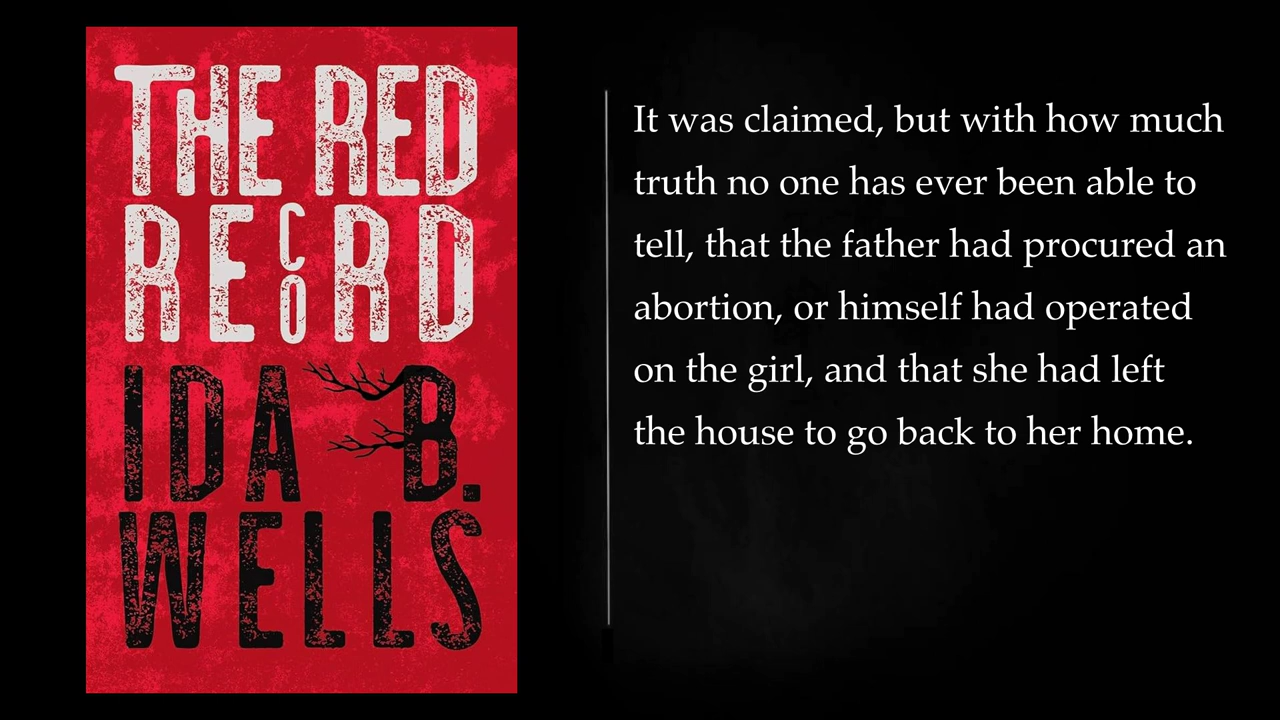 THE RED
RECORD
IDA B.
WELLS
It was claimed, but with how much
truth no one has ever been able to
tell, that the father had procured an
abortion, or himself had operated
on the girl, and that she had left
the house to go back to her home.